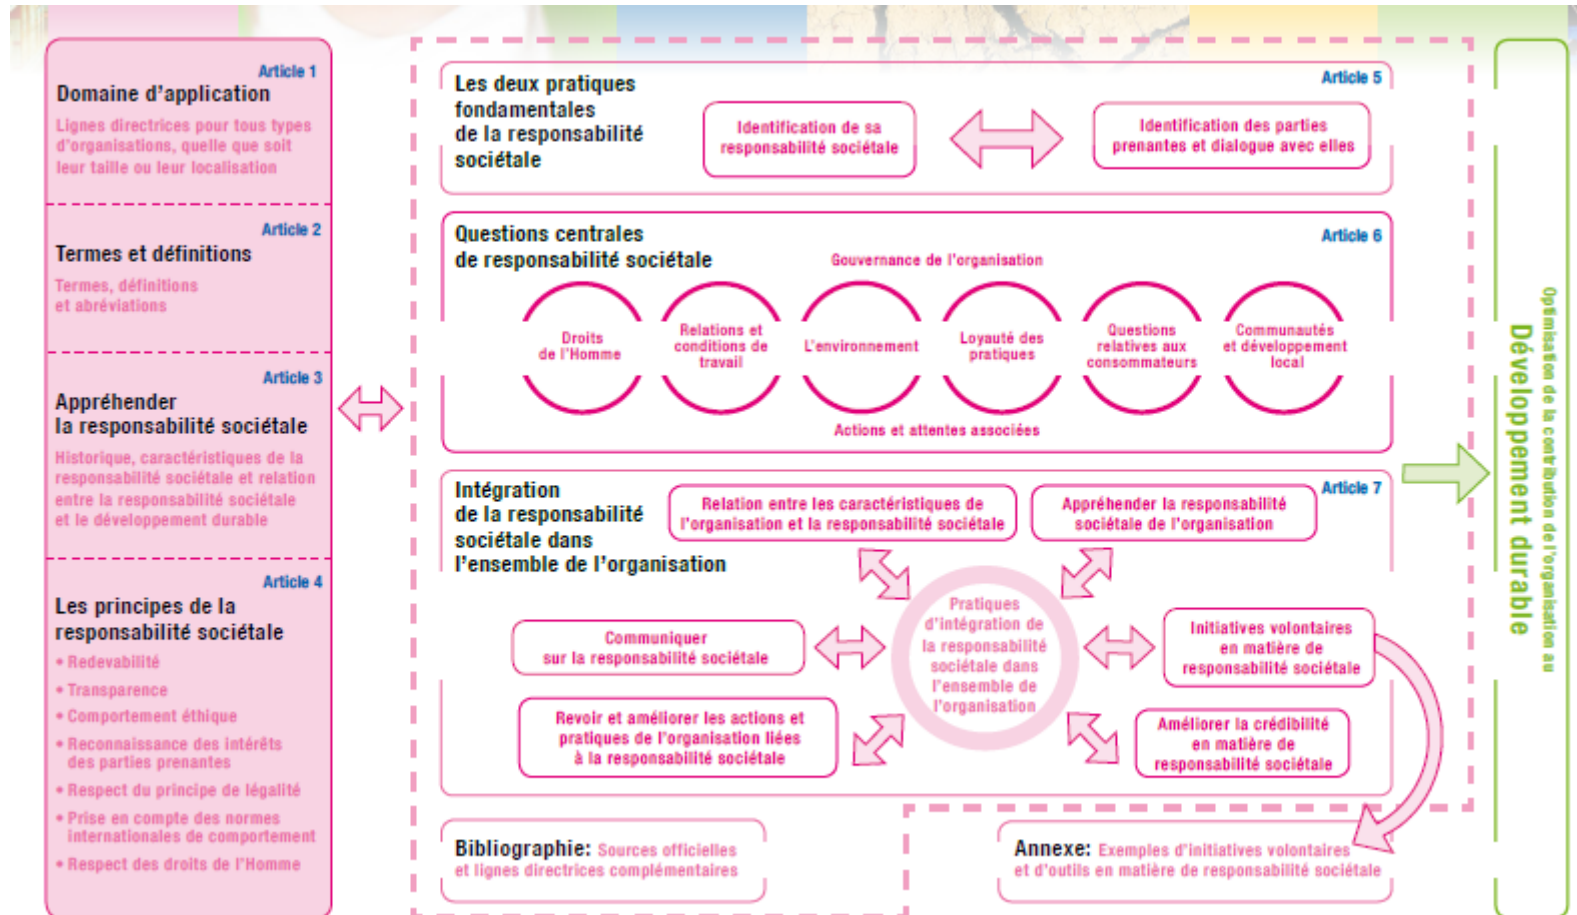 Article 1
Domaine d'application
Lignes directrices pour tous types
d'organisations, quelle que soit
leur taille ou leur localisation
Article 2
Termes et définitions
Termes, définitions
et abréviations
Article 3
Appréhender
la responsabilité sociétale
Historique, caractéristiques de la
responsabilité sociétale et relation
entre la responsabilité sociétale
et le développement durable
Article 4
Les principes de la
responsabilité sociétale
• Redevabilité
• Transparence
• Comportement éthique
• Reconnaissance des intérêts
des parties prenantes
• Respect du principe de légalité
• Prise en compte des normes
internationales de comportement
• Respect des droits de l'Homme
Article 5
Les deux pratiques
fondamentales
de la responsabilité
sociétale
Identification de sa
responsabilité sociétale
Identification des parties
prenantes et dialogue avec elles
Article 6
Questions centrales
de responsabilité sociétale
Gouvernance de l'organisation
Droits
de l'Homme
Relations et
conditions de
travail
L'environnement
Loyauté des
pratiques
Questions
relatives aux
consommateurs
Communautés
et développement
local
Actions et attentes associées
Article 7
Intégration
de la responsabilité
sociétale dans
l'ensemble de l'organisation
Relation entre les caractéristiques de
l'organisation et la responsabilité sociétale
Appréhender la responsabilité
sociétale de l'organisation
Pratiques
d'intégration de
la responsabilité
sociétale dans
l'ensemble de
l'organisation
Communiquer
sur la responsabilité sociétale
Initiatives volontaires
en matière de
responsabilité sociétale
Revoir et améliorer les actions et
pratiques de l'organisation liées
à la responsabilité sociétale
Améliorer la crédibilité
en matière de
responsabilité sociétale
Bibliographie: Sources officielles
et lignes directrices complémentaires
Annexe: Exemples d'initiatives volontaires
et d'outils en matière de responsabilité sociétale
Optimisation de la contribution de l'organisation au
Développement durable